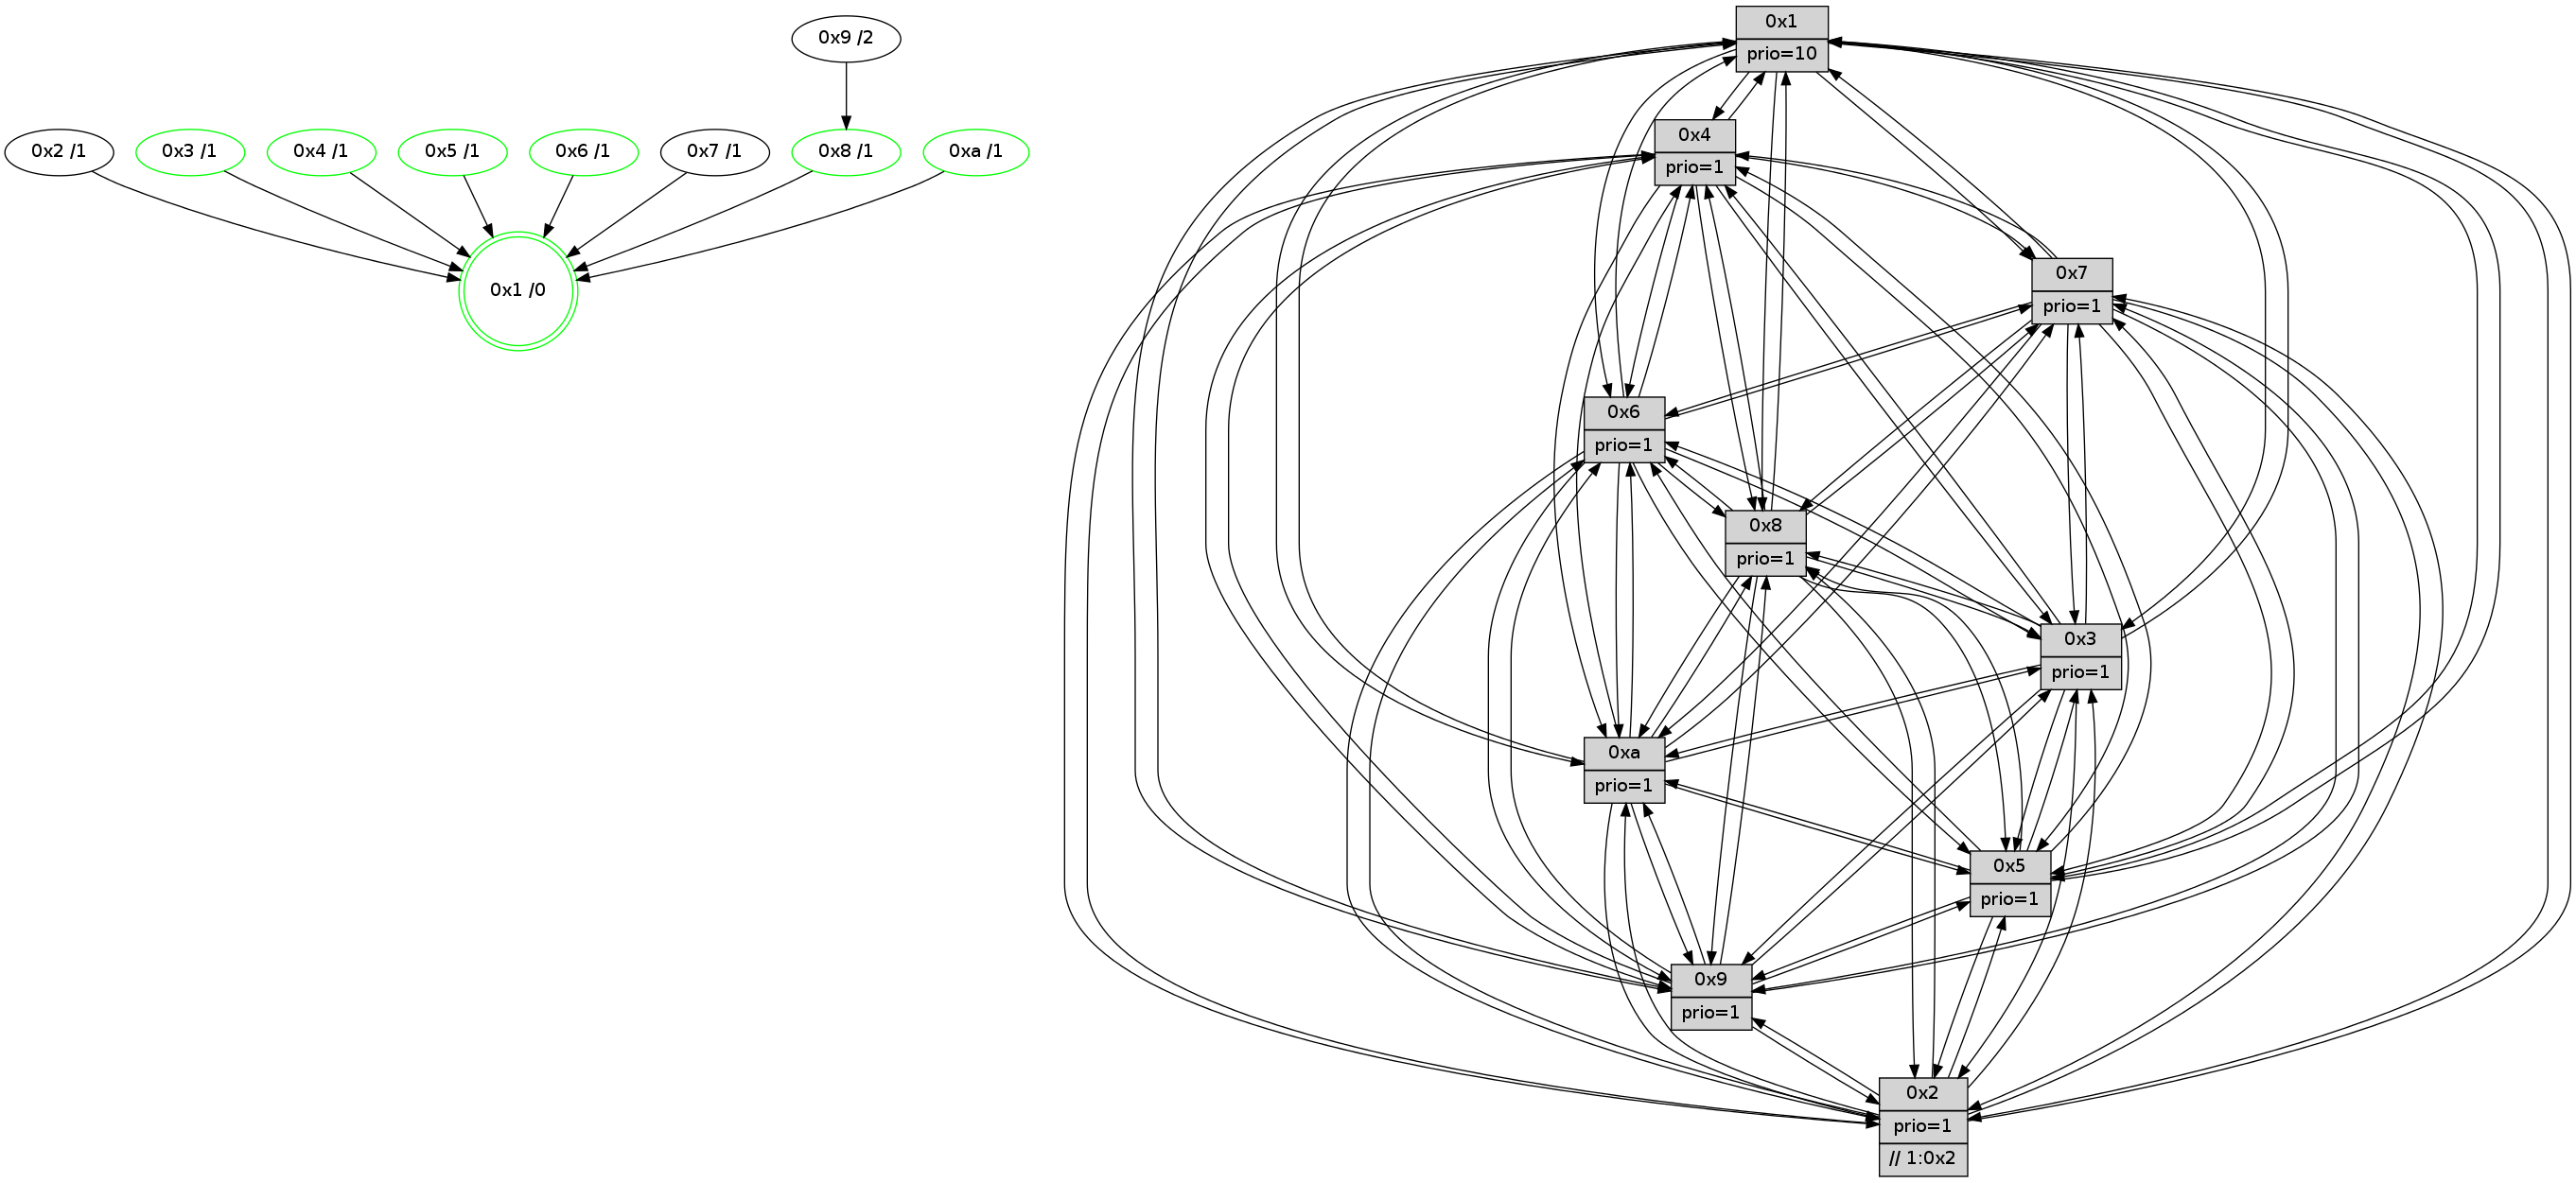 0x9 /2
0x2 /1
0x3 /1
0x4 /1
0x5 /1
0x6 /1
0x7 /1
0x8 /1
0xa /1
0x1 /0
0x1
prio=10
0x4
prio=1
0x7
prio=1
0x6
prio=1
0x8
prio=1
0x3
prio=1
0xa
prio=1
0x5
prio=1
0x9
prio=1
0x2
prio=1
// 1:0x2